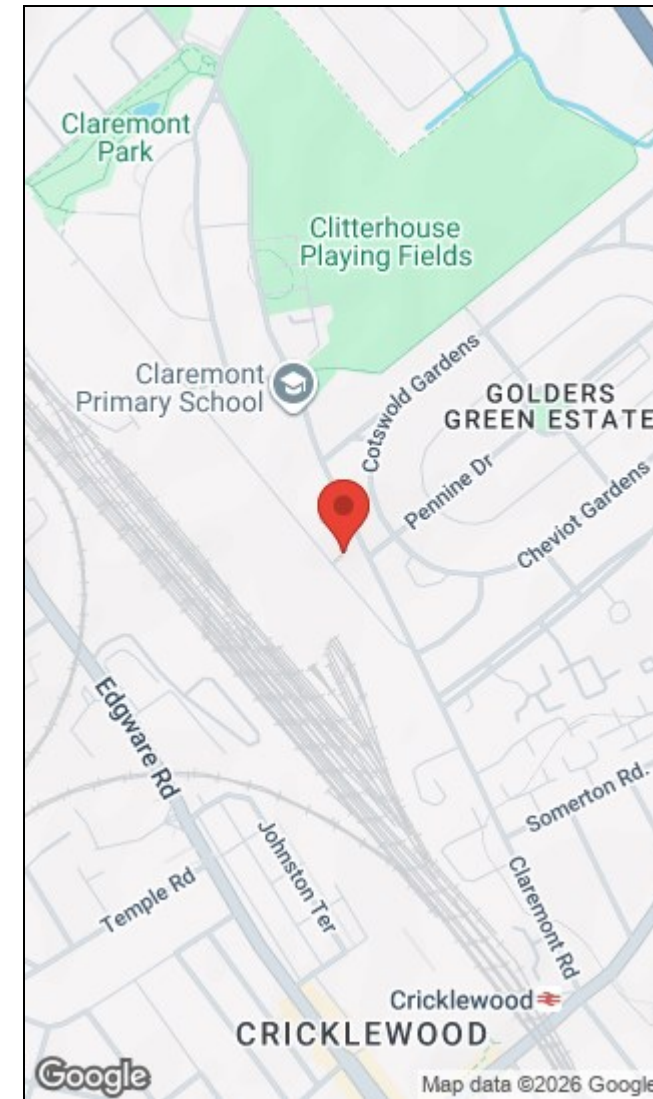 Claremont
Park
Clitterhouse
Playing Fields
Claremont
Primary School
Cotswold Gardens
GOLDERS
GREEN ESTATE
Pennine Dr
Cheviot Gardens
Edgware Rd
Somerton Rd.
Johnston Ter
Temple Rd
Claremont Rd
Cricklewood
CRICKLEWOOD
Google
Map data ©2026 Google